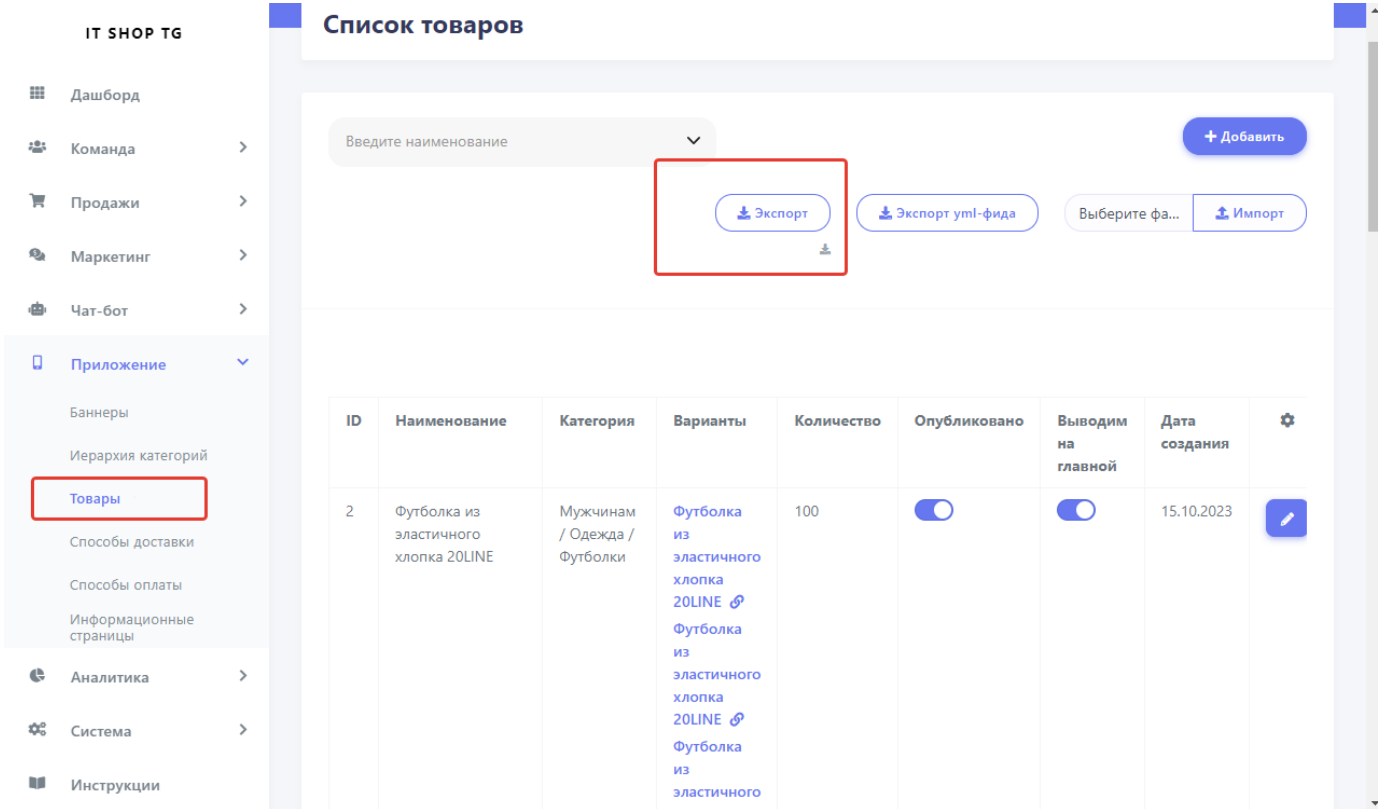 IT SHOP TG
Дашборд
Команда
Продажи
Маркетинг
Чат-бот
Приложение
Баннеры
Иерархия категорий
Товары
Способы доставки
Способы оплаты
Информационные
страницы
Аналитика
Система
Инструкции
Список товаров
Введите наименование
+ Добавить
Экспорт
Экспорт yml-фида
Выберите фа...
Импорт
ID
Наименование
Категория
Варианты
Количество
Опубликовано
Выводим
на
главной
Дата
создания
2
Футболка из
эластичного
хлопка 20LINE
Мужчинам
/ Одежда /
Футболки
Футболка
из
эластичного
хлопка
20LINE
Футболка
из
эластичного
хлопка
20LINE
Футболка
из
эластичного
100
15.10.2023